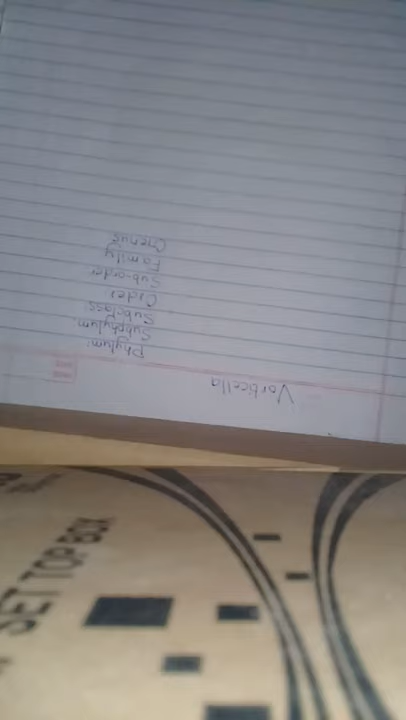 Vorticella
Phylum:
Subphylum:
Subclass
Order
Sub-order
Family
Genus
SET TOP BOX